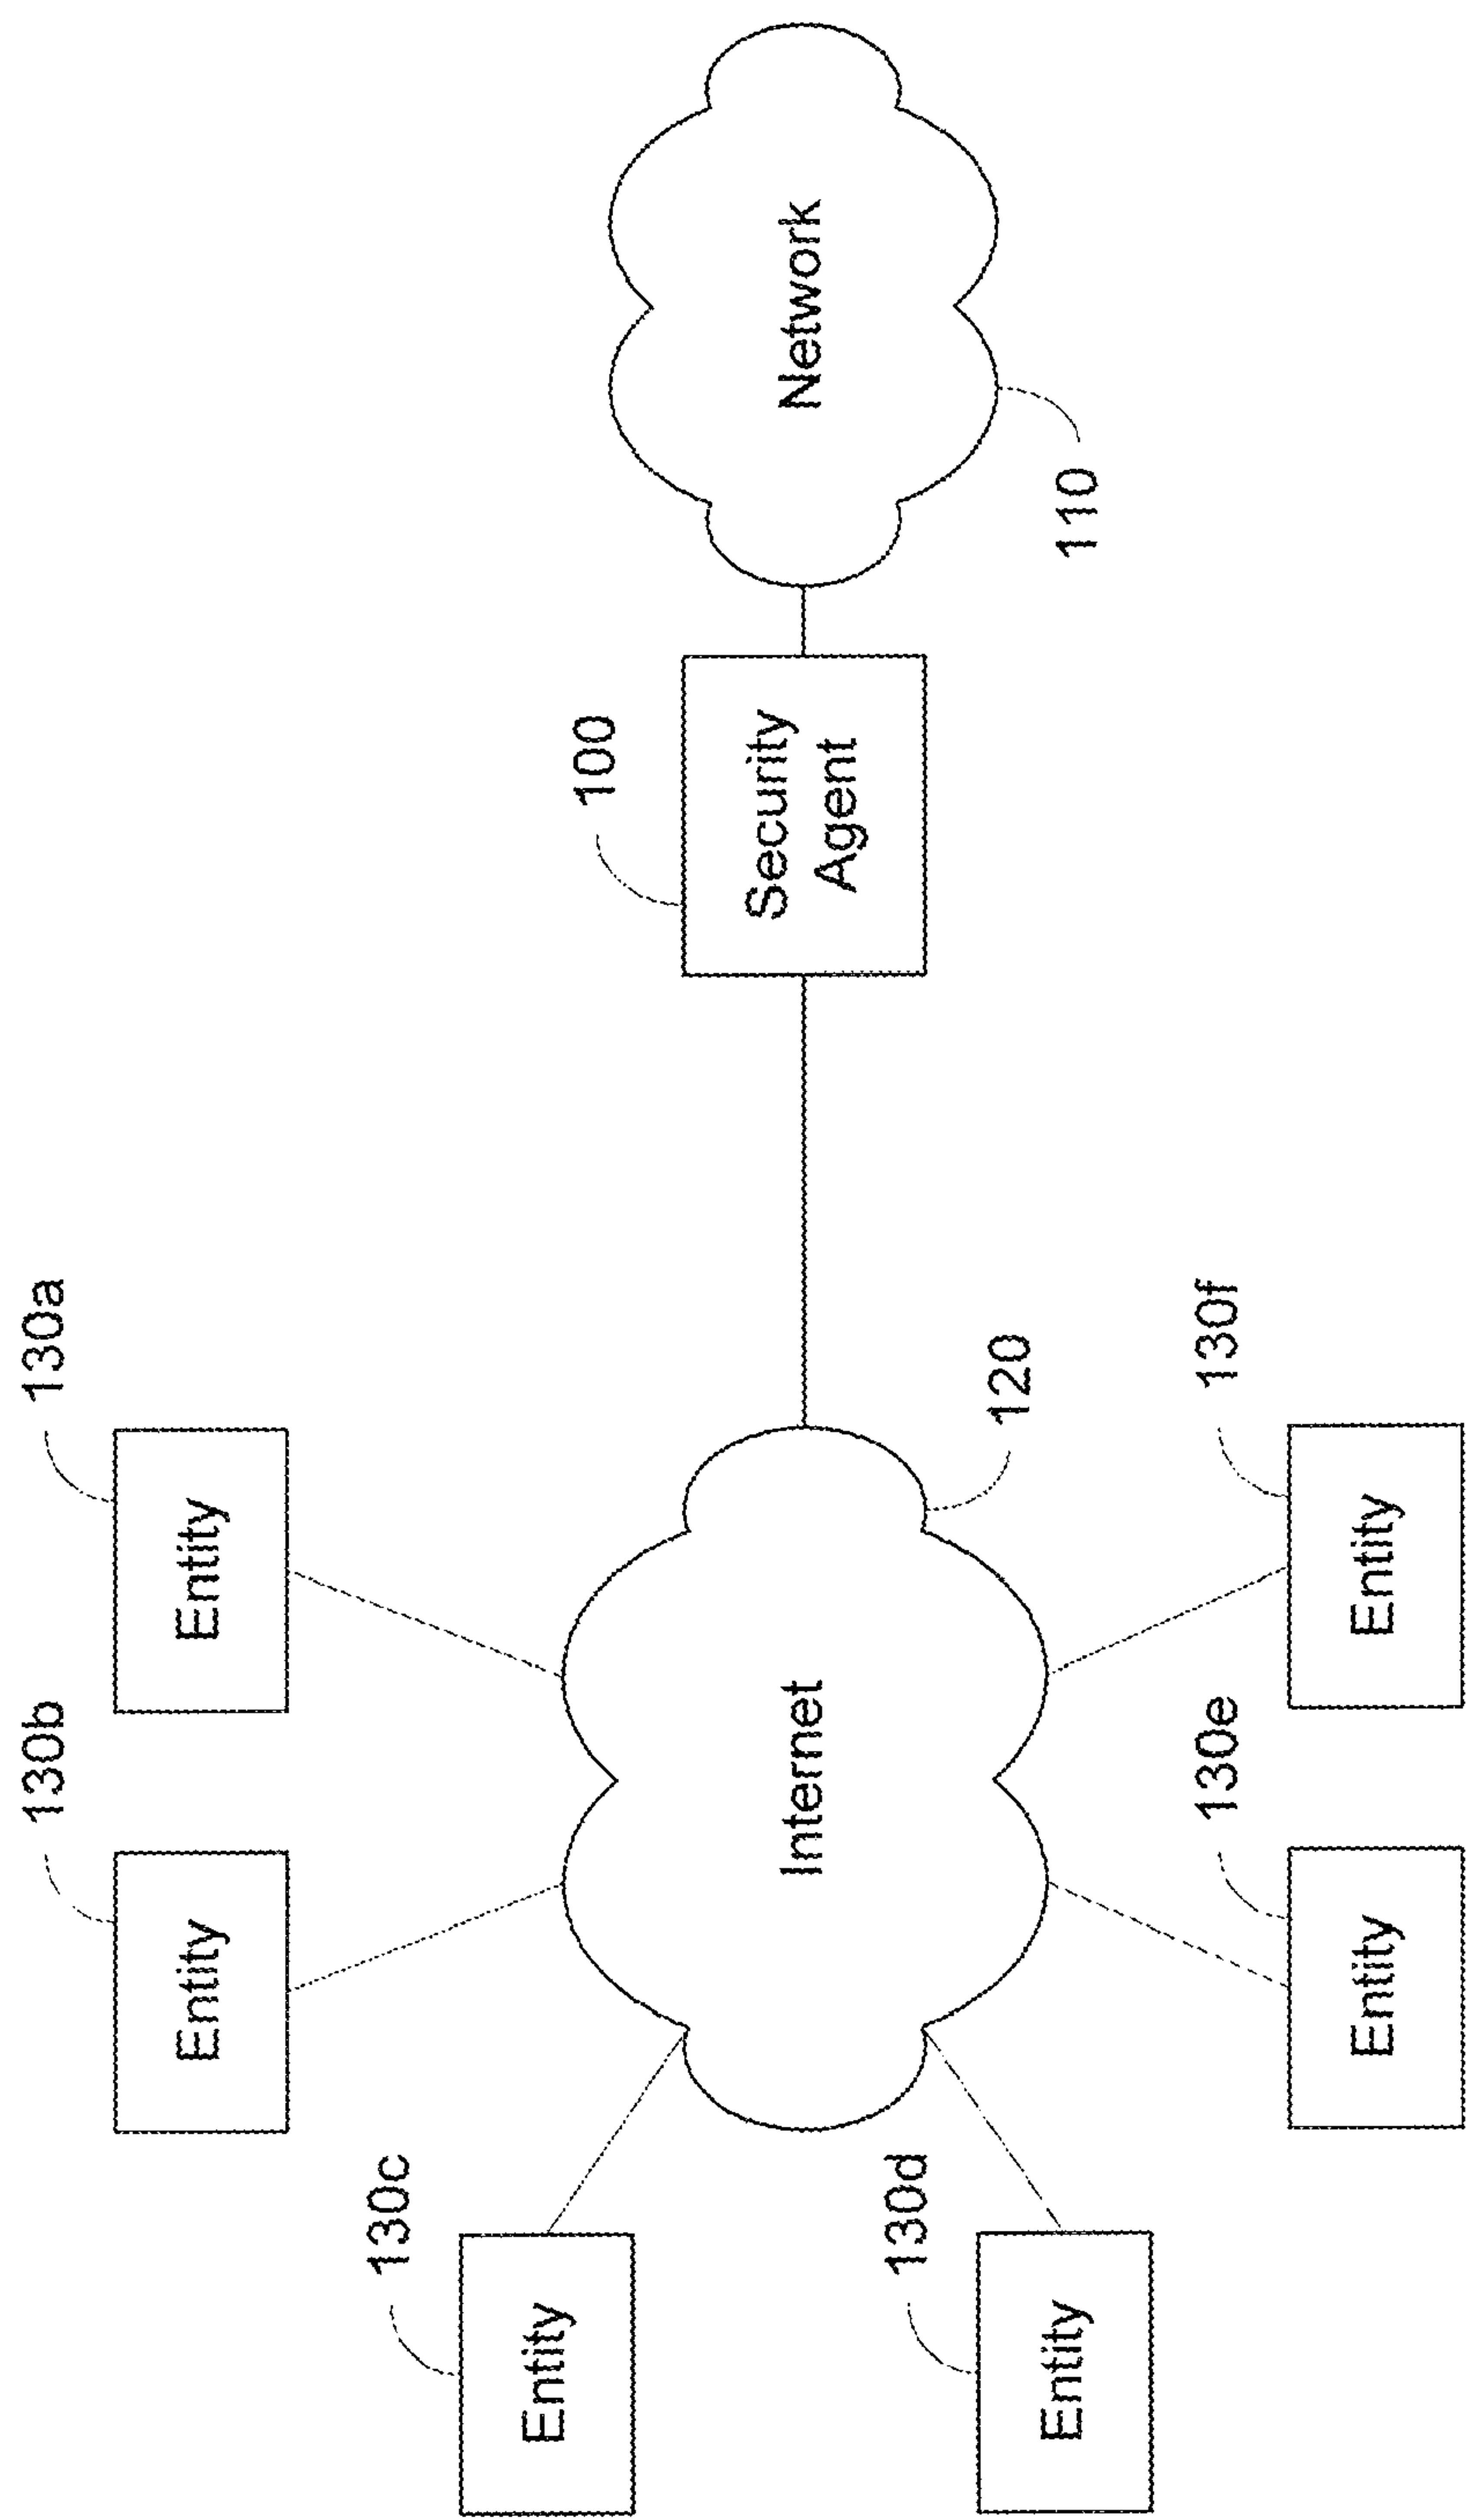 130a
Entity
130b
Entity
130c
Entity
130d
Entity
130e
Entity
130f
Entity
Internet
120
100
Security
Agent
Network
110